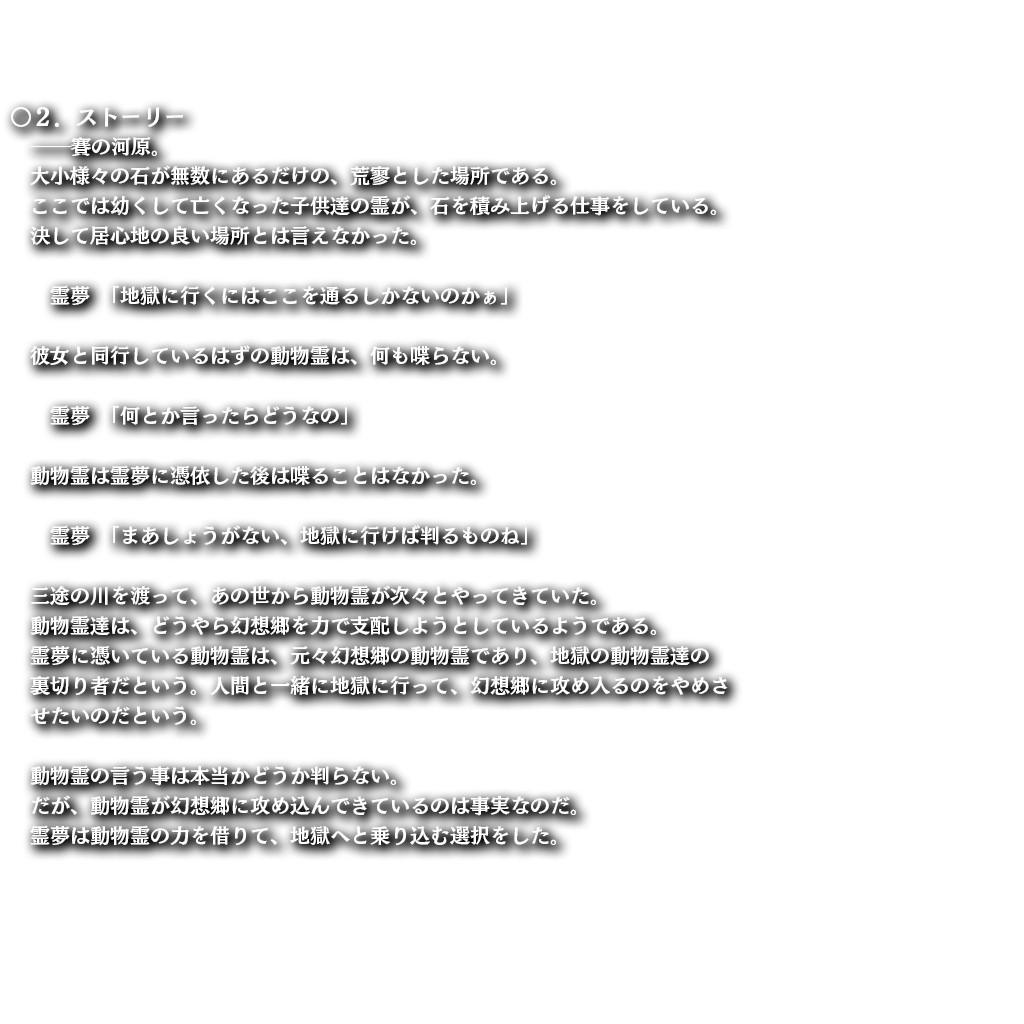 ○２．ストーリー
――賽の河原。
大小様々の石が無数にあるだけの、荒寥とした場所である。
ここでは幼くして亡くなった子供達の霊が、石を積み上げる仕事をしている。
決して居心地の良い場所とは言えなかった。
霊夢　「地獄に行くにはここを通るしかないのかぁ」
彼女と同行しているはずの動物霊は、何も喋らない。
霊夢　「何とか言ったらどうなの」
動物霊は霊夢に憑依した後は喋ることはなかった。
霊夢　「まあしょうがない、地獄に行けば判るものね」
三途の川を渡って、あの世から動物霊が次々とやってきていた。
動物霊達は、どうやら幻想郷を力で支配しようとしているようである。
霊夢に憑いている動物霊は、元々幻想郷の動物霊であり、地獄の動物霊達の
裏切り者だという。人間と一緒に地獄に行って、幻想郷に攻め入るのをやめさ
せたいのだという。
動物霊の言う事は本当かどうか判らない。
だが、動物霊が幻想郷に攻め込んできているのは事実なのだ。
霊夢は動物霊の力を借りて、地獄へと乗り込む選択をした。